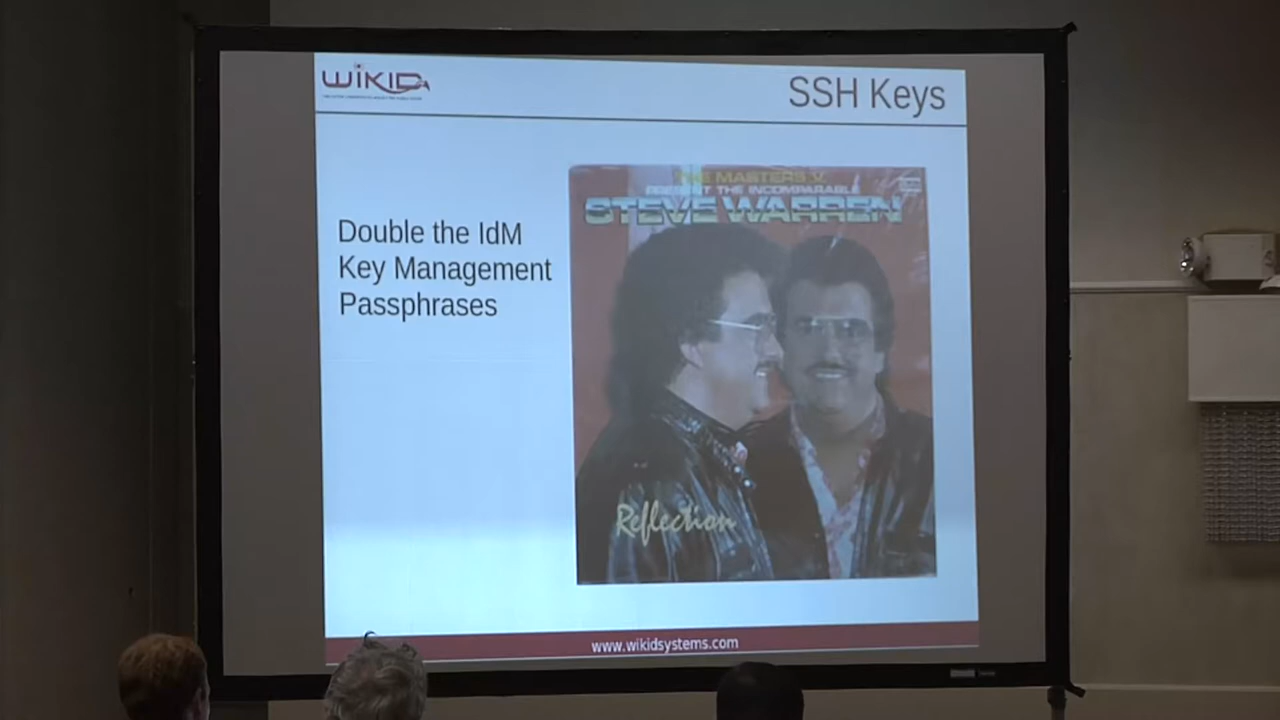 WiKID
SSH Keys
Double the IdM
Key Management
Passphrases
THE MASTERS V
PRESENT THE INCOMPARABLE
STEVE WARREN
Reflection
www.wikidsystems.com